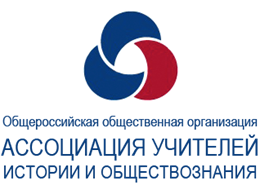 Общероссийская общественная организация
АССОЦИАЦИЯ УЧИТЕЛЕЙ
ИСТОРИИ И ОБЩЕСТВОЗНАНИЯ